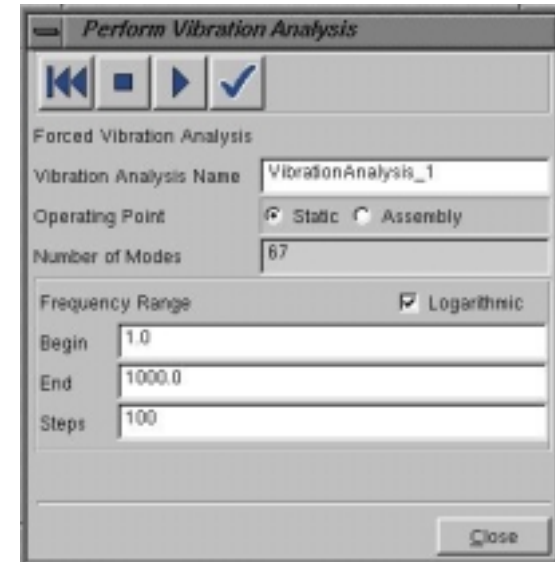 Perform Vibration Analysis
Forced Vibration Analysis
Vibration Analysis Name VibrationAnalysis_1
Operating Point Static Assembly
Number of Modes 67
Frequency Range Logarithmic
Begin 1.0
End 1000.0
Steps 100
Close